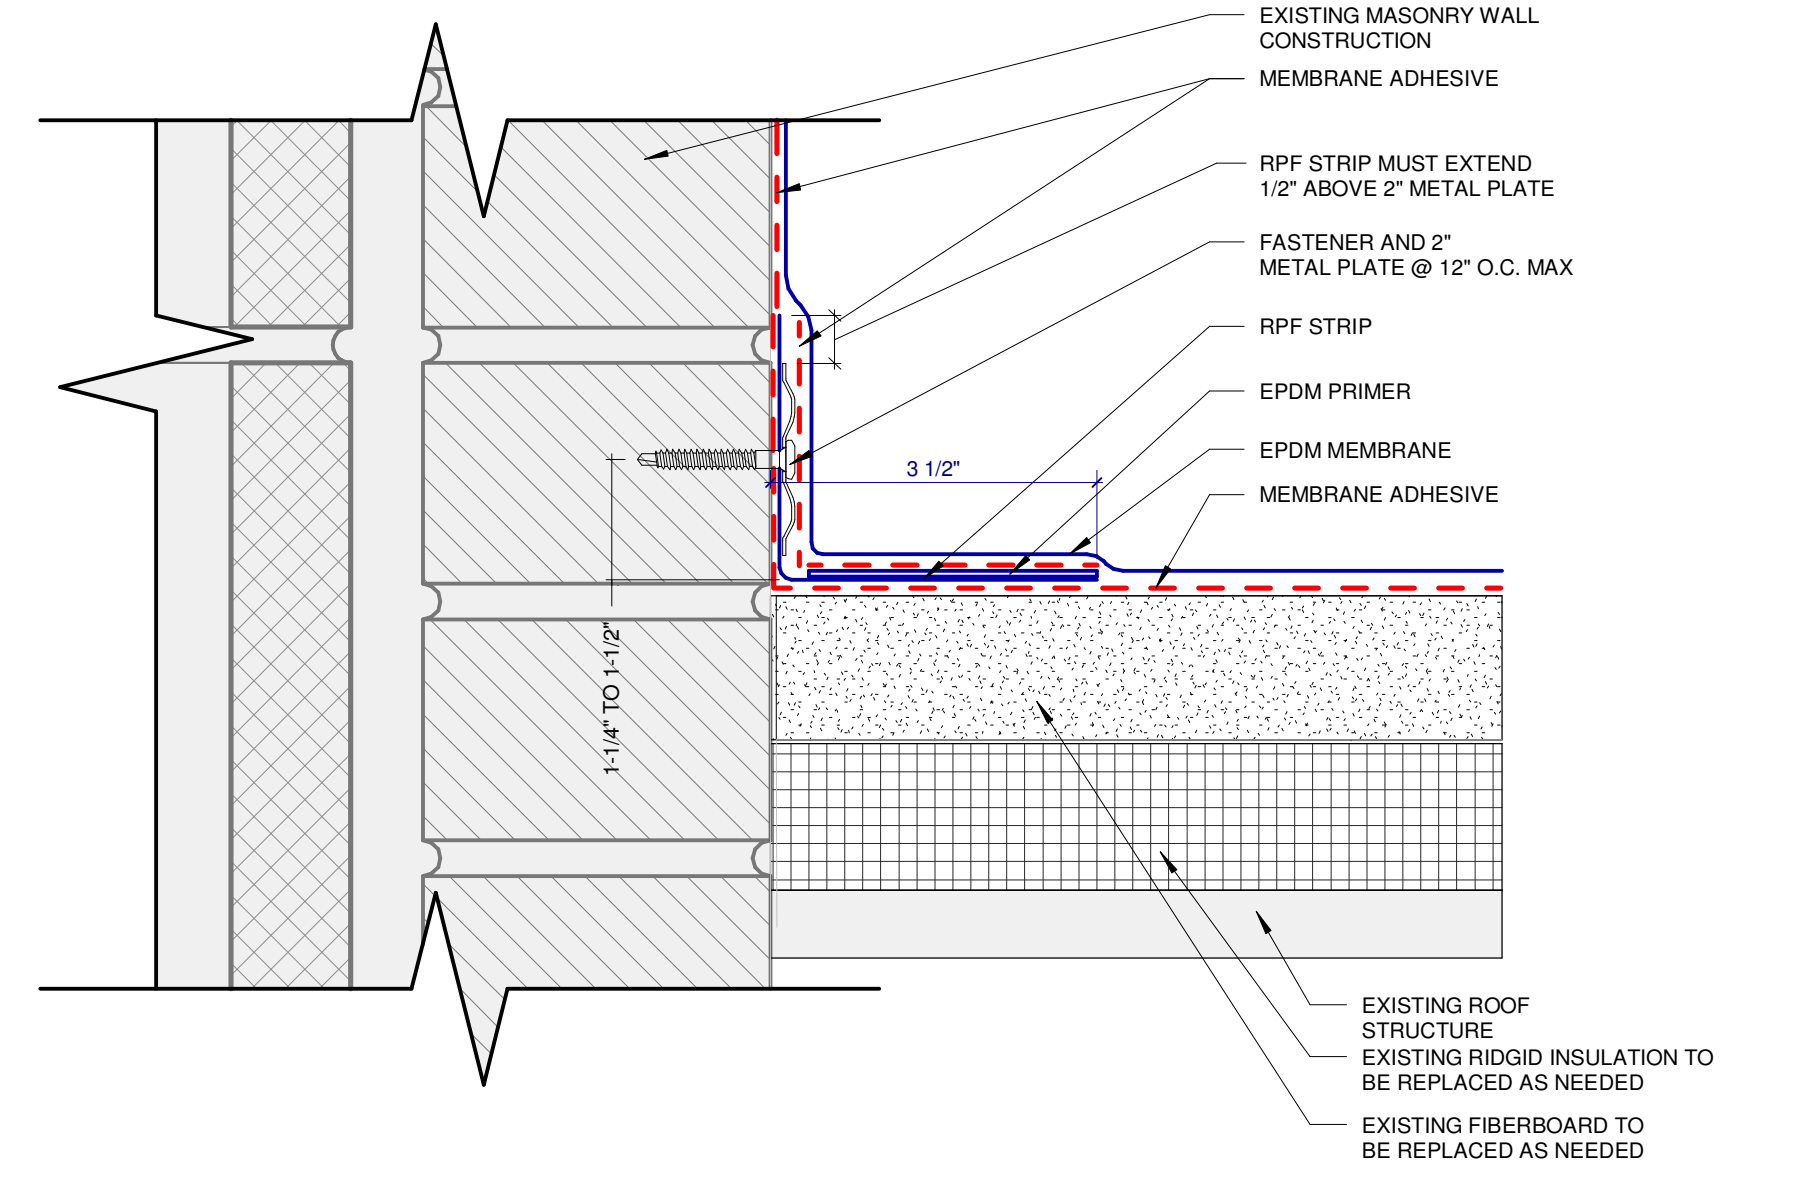 EXISTING MASONRY WALL
CONSTRUCTION
MEMBRANE ADHESIVE
RPF STRIP MUST EXTEND
1/2" ABOVE 2" METAL PLATE
FASTENER AND 2"
METAL PLATE @ 12" O.C. MAX
RPF STRIP
EPDM PRIMER
EPDM MEMBRANE
MEMBRANE ADHESIVE
3 1/2"
1-1/4" TO 1-1/2"
EXISTING ROOF
STRUCTURE
EXISTING RIDGID INSULATION TO
BE REPLACED AS NEEDED
EXISTING FIBERBOARD TO
BE REPLACED AS NEEDED